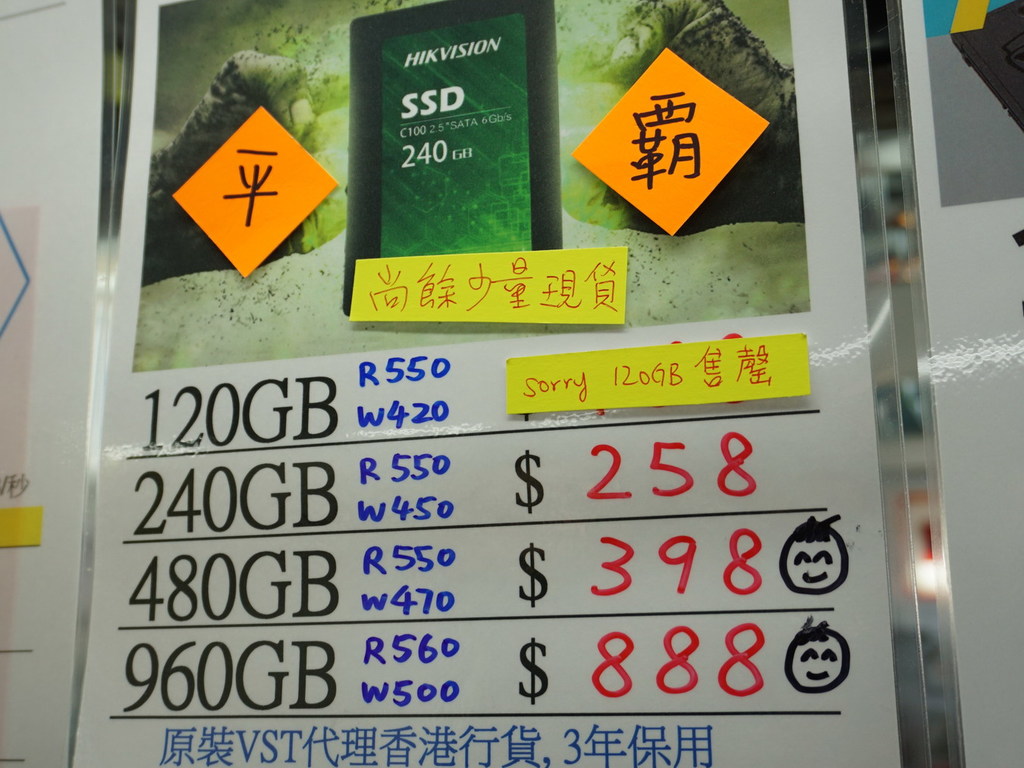 HIKVISION
SSD
C100 2.5" SATA 6Gb/s
240 GB
平
霸
尚餘少量現貨
120GB R550 W420
sorry 120GB 售罄
240GB R550 W450 $ 258
480GB R550 W470 $ 398
960GB R560 W500 $ 888
原裝VST代理香港行貨, 3年保用
/秒